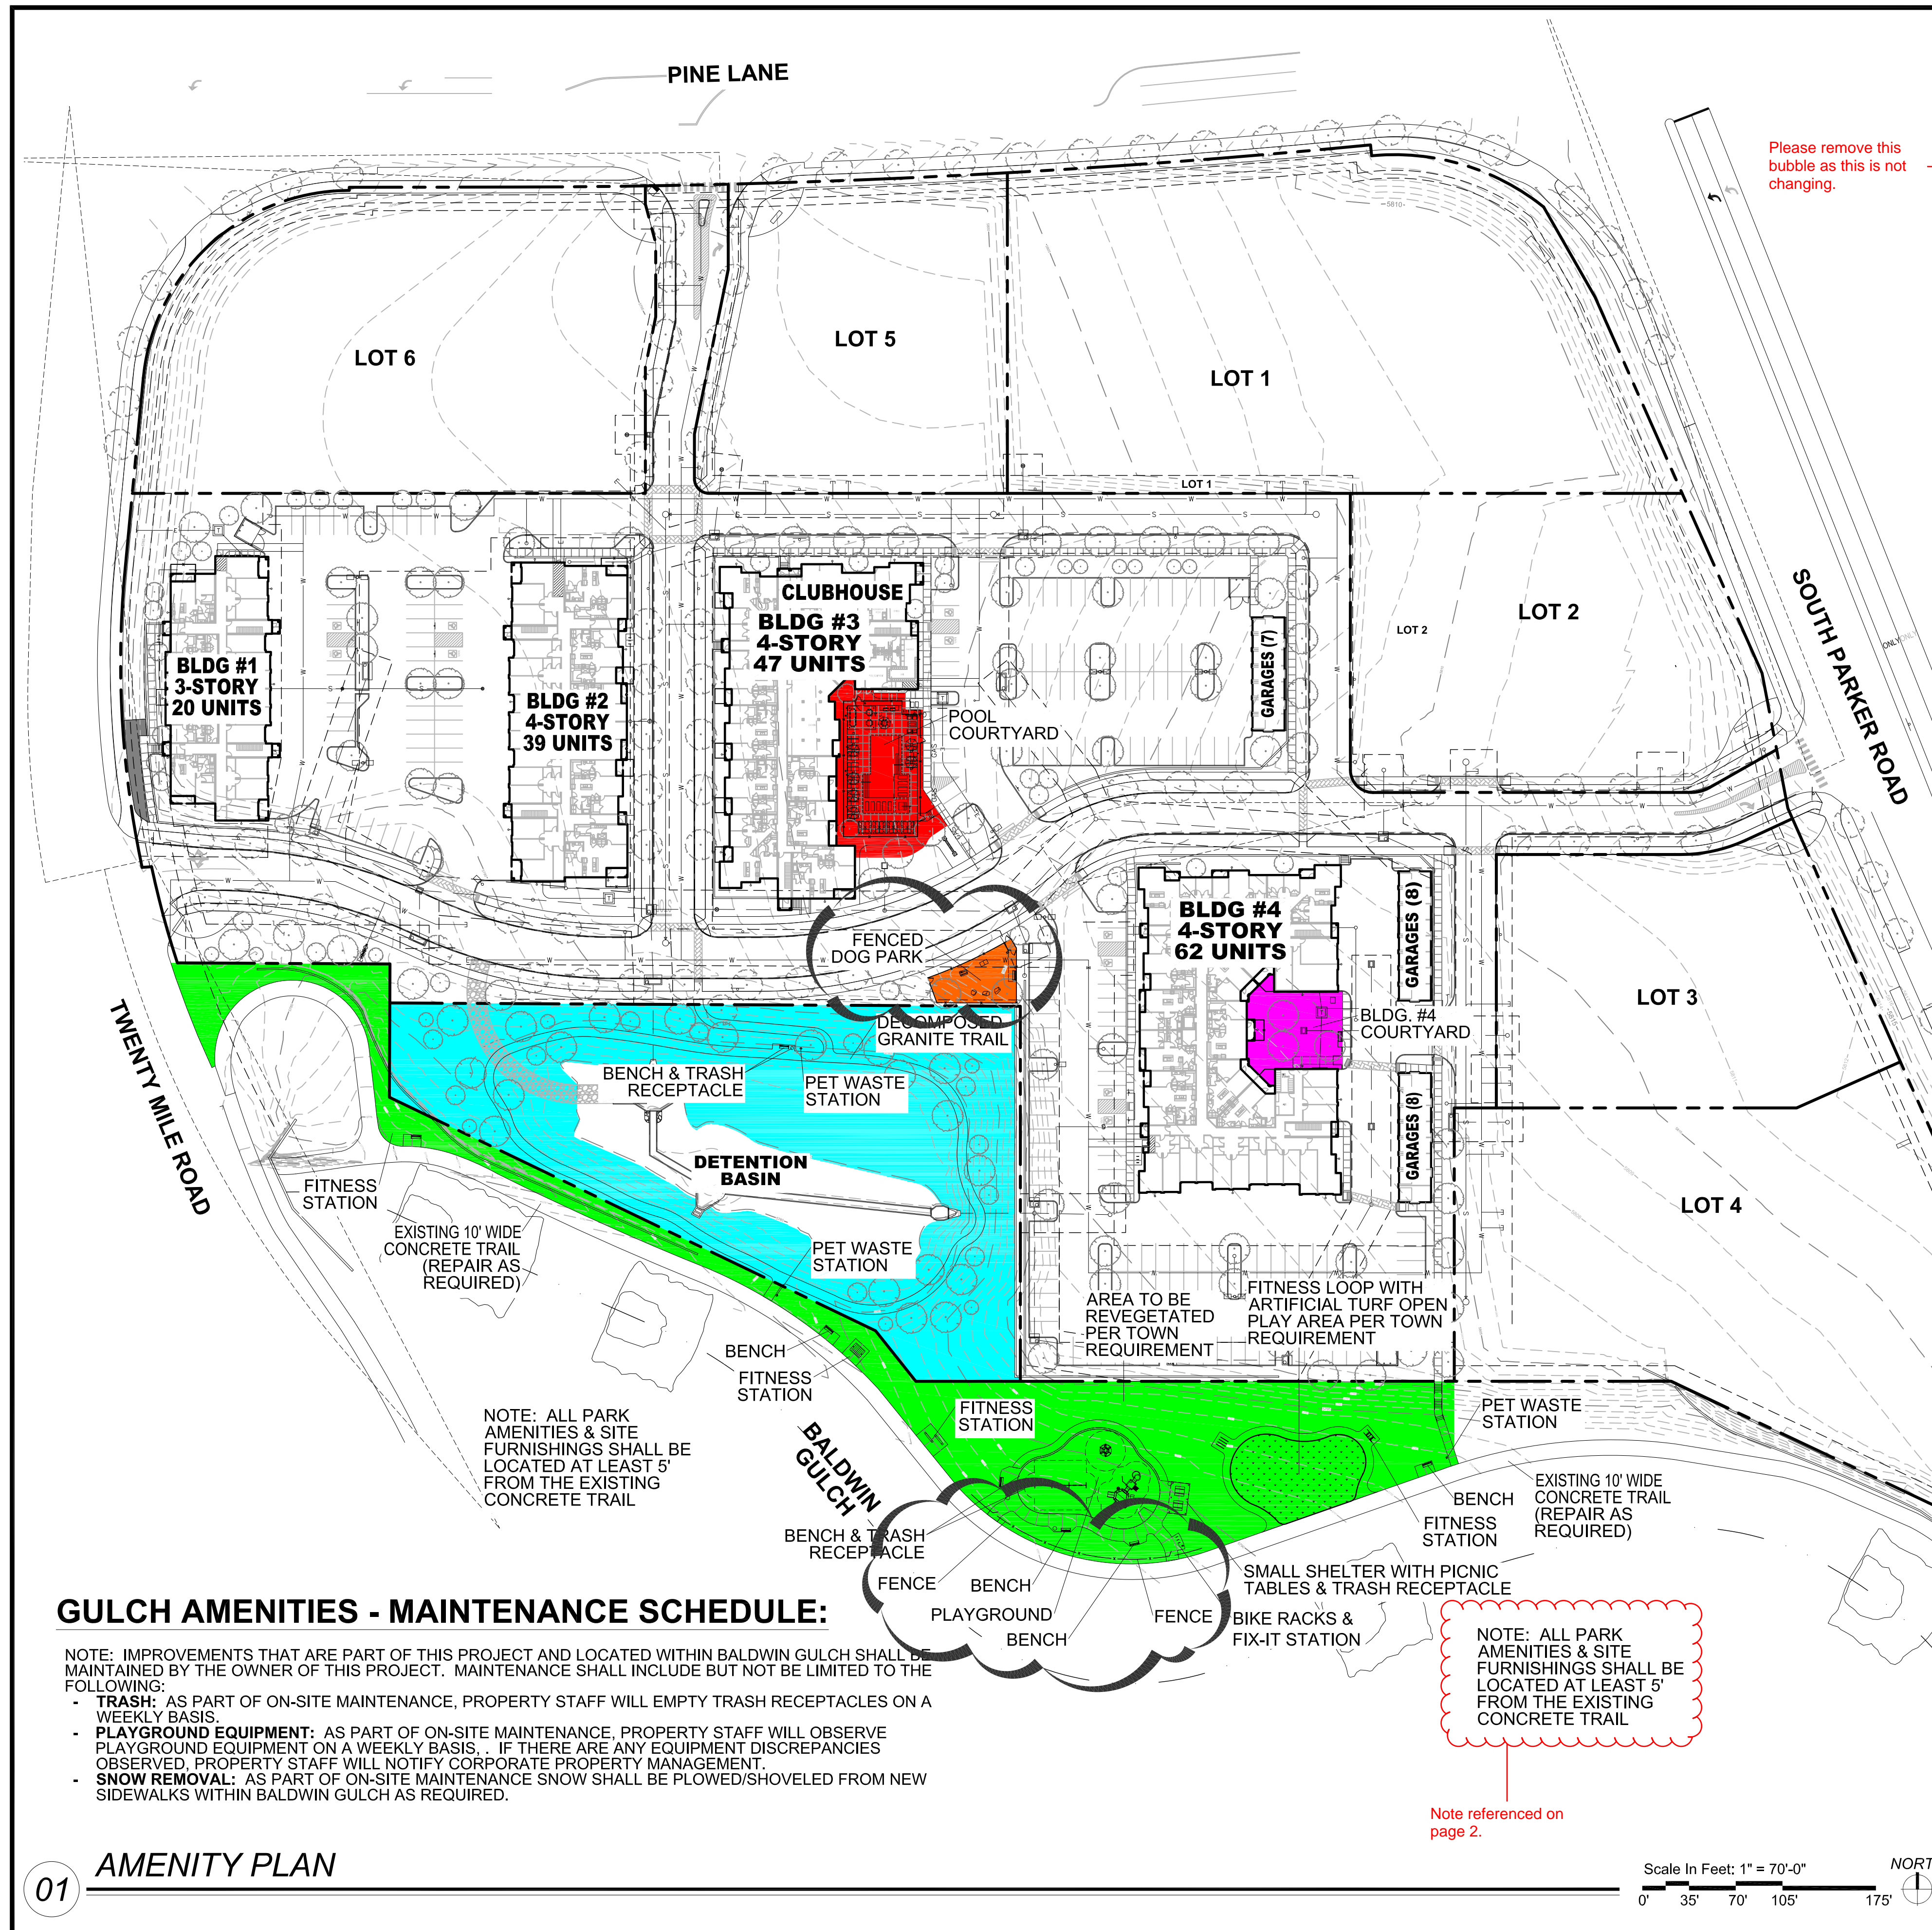 PINE LANE
Please remove this
bubble as this is not
changing.
5810
LOT 6
LOT 5
LOT 1
LOT 1
LOT 2
LOT 2
SOUTH PARKER ROAD
ONLY
CLUBHOUSE
BLDG #3
4-STORY
47 UNITS
BLDG #1
3-STORY
20 UNITS
BLDG #2
4-STORY
39 UNITS
GARAGES (7)
POOL
COURTYARD
BLDG #4
4-STORY
62 UNITS
GARAGES (8)
FENCED
DOG PARK
LOT 3
BLDG. #4
COURTYARD
DECOMPOSED
GRANITE TRAIL
TWENTY MILE ROAD
BENCH & TRASH
RECEPTACLE
PET WASTE
STATION
GARAGES (8)
DETENTION
BASIN
FITNESS
STATION
LOT 4
EXISTING 10' WIDE
CONCRETE TRAIL
(REPAIR AS
REQUIRED)
PET WASTE
STATION
AREA TO BE
REVEGETATED
PER TOWN
REQUIREMENT
FITNESS LOOP WITH
ARTIFICIAL TURF OPEN
PLAY AREA PER TOWN
REQUIREMENT
BENCH
FITNESS
STATION
FITNESS
STATION
PET WASTE
STATION
NOTE: ALL PARK
AMENITIES & SITE
FURNISHINGS SHALL BE
LOCATED AT LEAST 5'
FROM THE EXISTING
CONCRETE TRAIL
BALDWIN
GULCH
BENCH
FITNESS
STATION
EXISTING 10' WIDE
CONCRETE TRAIL
(REPAIR AS
REQUIRED)
BENCH & TRASH
RECEPTACLE
FENCE
BENCH
PLAYGROUND
BENCH
FENCE
SMALL SHELTER WITH PICNIC
TABLES & TRASH RECEPTACLE
BIKE RACKS &
FIX-IT STATION
NOTE: ALL PARK
AMENITIES & SITE
FURNISHINGS SHALL BE
LOCATED AT LEAST 5'
FROM THE EXISTING
CONCRETE TRAIL
Note referenced on
page 2.
GULCH AMENITIES - MAINTENANCE SCHEDULE:
NOTE: IMPROVEMENTS THAT ARE PART OF THIS PROJECT AND LOCATED WITHIN BALDWIN GULCH SHALL BE
MAINTAINED BY THE OWNER OF THIS PROJECT. MAINTENANCE SHALL INCLUDE BUT NOT BE LIMITED TO THE
FOLLOWING:
- TRASH: AS PART OF ON-SITE MAINTENANCE, PROPERTY STAFF WILL EMPTY TRASH RECEPTACLES ON A
WEEKLY BASIS.
- PLAYGROUND EQUIPMENT: AS PART OF ON-SITE MAINTENANCE, PROPERTY STAFF WILL OBSERVE
PLAYGROUND EQUIPMENT ON A WEEKLY BASIS, . IF THERE ARE ANY EQUIPMENT DISCREPANCIES
OBSERVED, PROPERTY STAFF WILL NOTIFY CORPORATE PROPERTY MANAGEMENT.
- SNOW REMOVAL: AS PART OF ON-SITE MAINTENANCE SNOW SHALL BE PLOWED/SHOVELED FROM NEW
SIDEWALKS WITHIN BALDWIN GULCH AS REQUIRED.
01
AMENITY PLAN
Scale In Feet: 1" = 70'-0"
0' 35' 70' 105' 175'
NORT